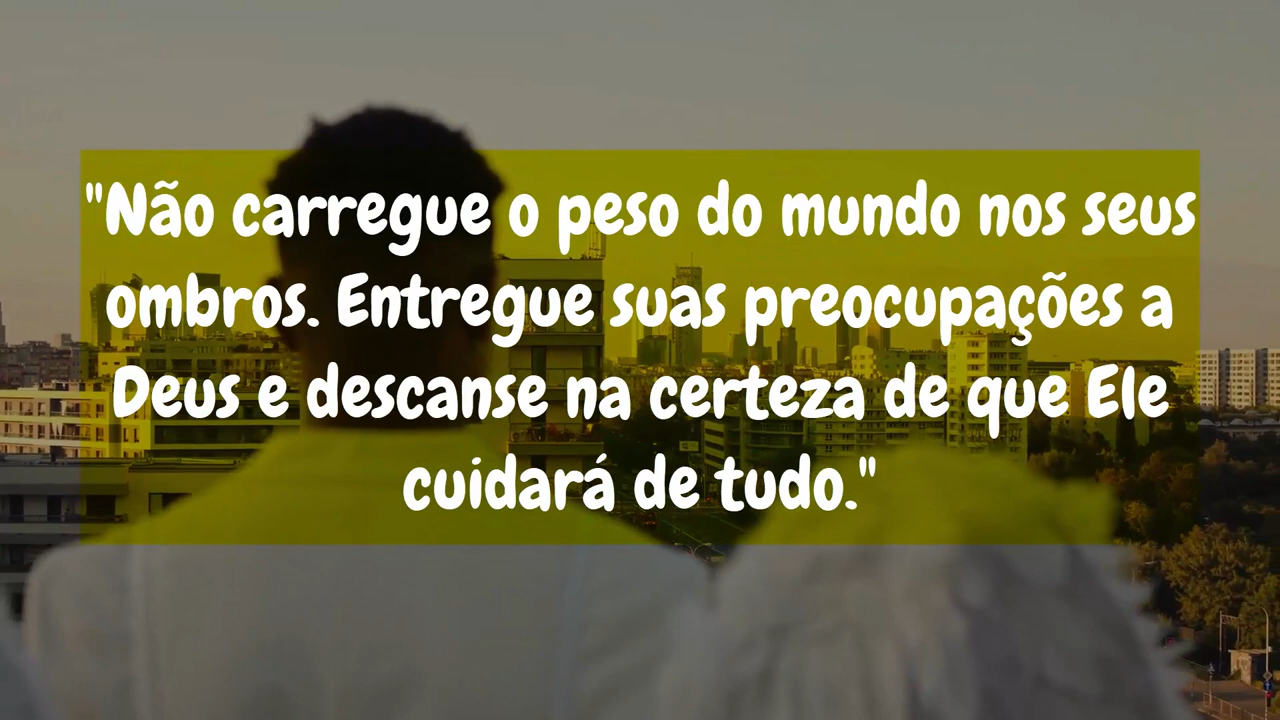 "Não carregue o peso do mundo nos seus
ombros. Entregue suas preocupações a
Deus e descanse na certeza de que Ele
cuidará de tudo."